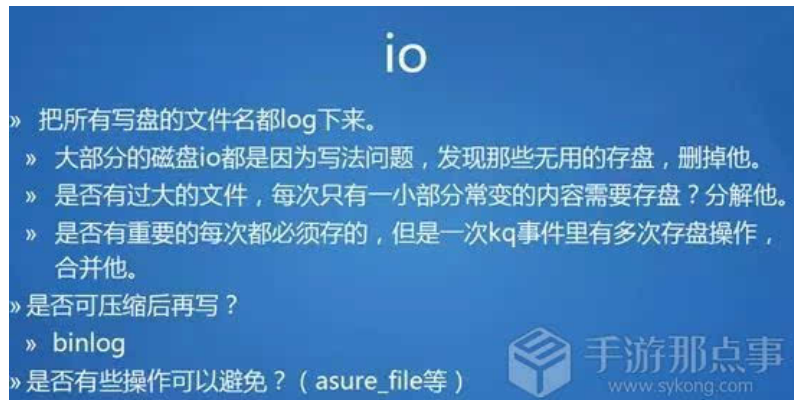 io
» 把所有写盘的文件名都log下来。
» 大部分的磁盘io都是因为写法问题，发现那些无用的存盘，删掉他。
» 是否有过大的文件，每次只有一小部分常变的内容需要存盘？分解他。
» 是否有重要的每次都必须存的，但是一次kq事件里有多次存盘操作，
合并他。
» 是否可压缩后再写？
» binlog
» 是否有些操作可以避免？（asure_file等）
手游那点事
www.sykong.com